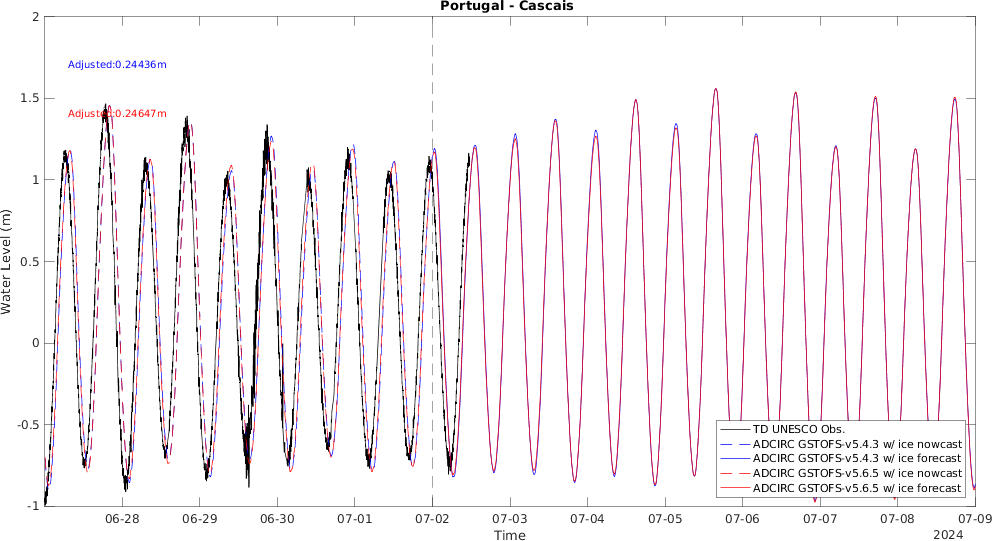 Portugal - Cascais
2
1.5
1
0.5
0
-0.5
-1
Water Level (m)
Adjusted:0.24436m
Adjusted:0.24647m
TD UNESCO Obs.
ADCIRC GSTOFS-v5.4.3 w/ ice nowcast
ADCIRC GSTOFS-v5.4.3 w/ ice forecast
ADCIRC GSTOFS-v5.6.5 w/ ice nowcast
ADCIRC GSTOFS-v5.6.5 w/ ice forecast
06-28 06-29 06-30 07-01 07-02 07-03 07-04 07-05 07-06 07-07 07-08 07-09
Time
2024